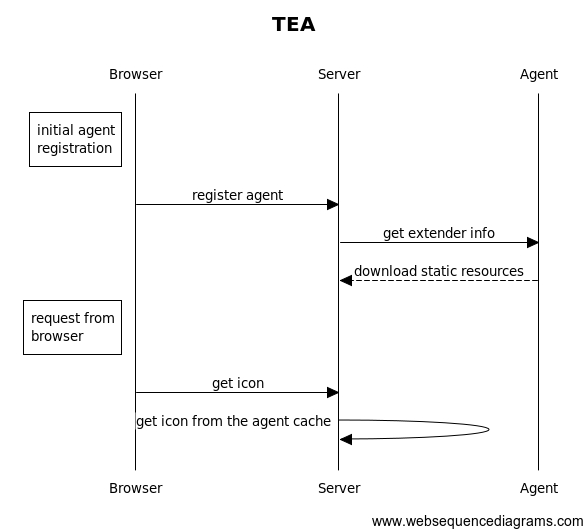 TEA
Browser Server Agent
initial agent
registration
register agent
get extender info
download static resources
request from
browser
get icon
get icon from the agent cache
Browser Server Agent
www.websequencediagrams.com